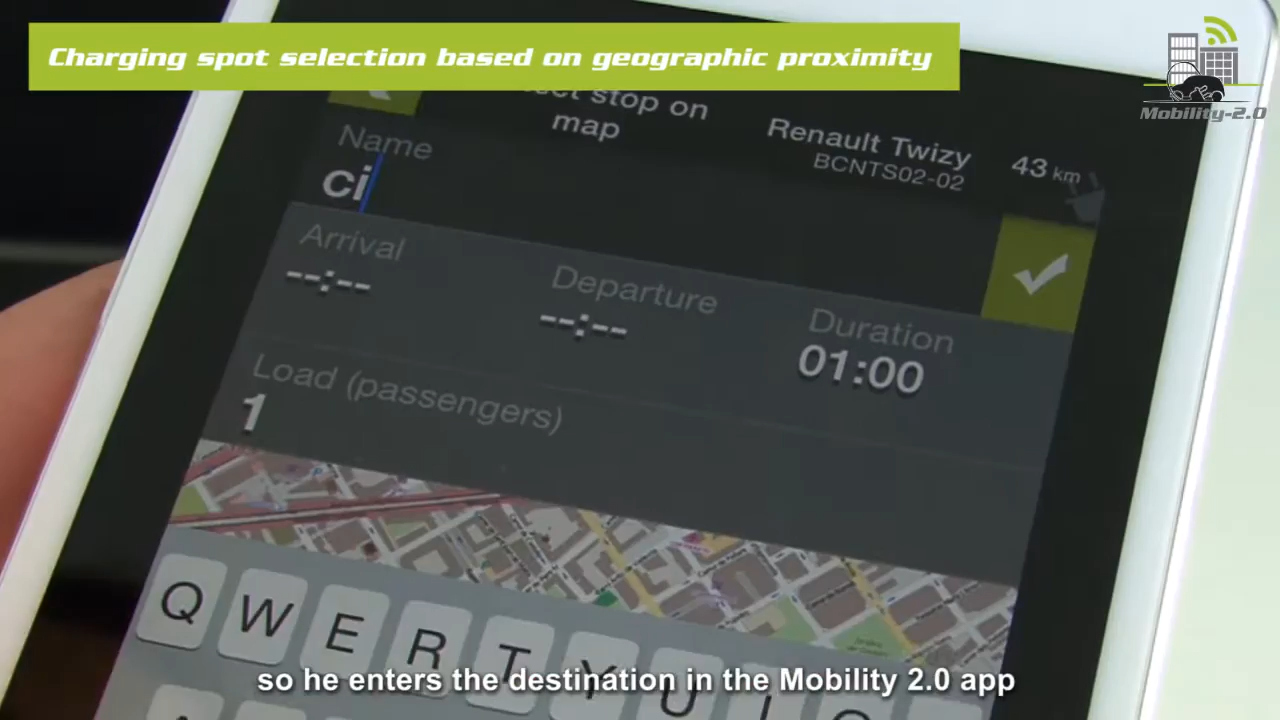 Charging spot selection based on geographic proximity
Mobility-2.0
stop on
map
Renault Twizy
BCNTS02-02
43 km
Name
ci
Arrival
--:--
Departure
--:--
Duration
01:00
Load (passengers)
1
Q W E R T Y U
so he enters the destination in the Mobility 2.0 app